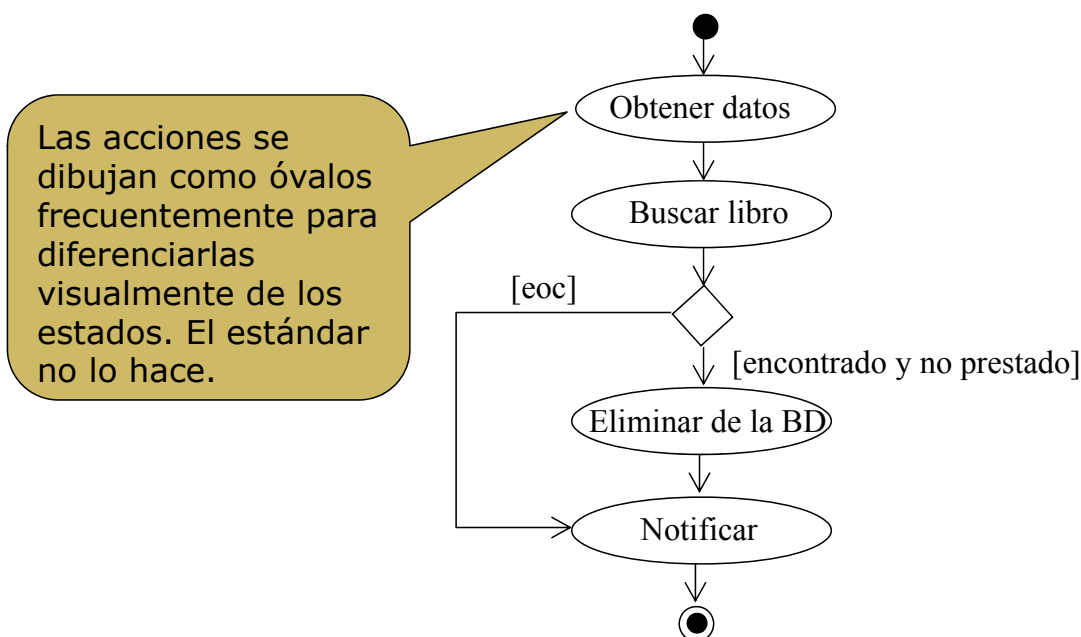 Obtener datos
Las acciones se
dibujan como óvalos
frecuentemente para
diferenciarlas
visualmente de los
estados. El estándar
no lo hace.
Buscar libro
[eoc]
[encontrado y no prestado]
Eliminar de la BD
Notificar